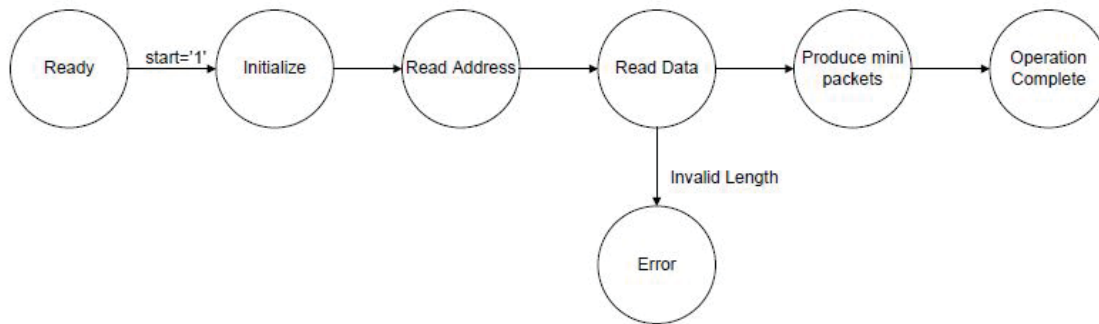 Ready
start='1'
Initialize
Read Address
Read Data
Produce mini
packets
Operation
Complete
Invalid Length
Error